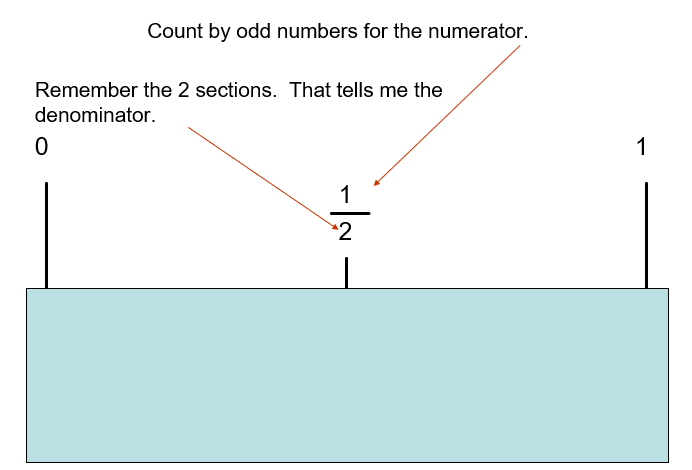 Count by odd numbers for the numerator.
Remember the 2 sections.  That tells me the
denominator.
0
1
1
2